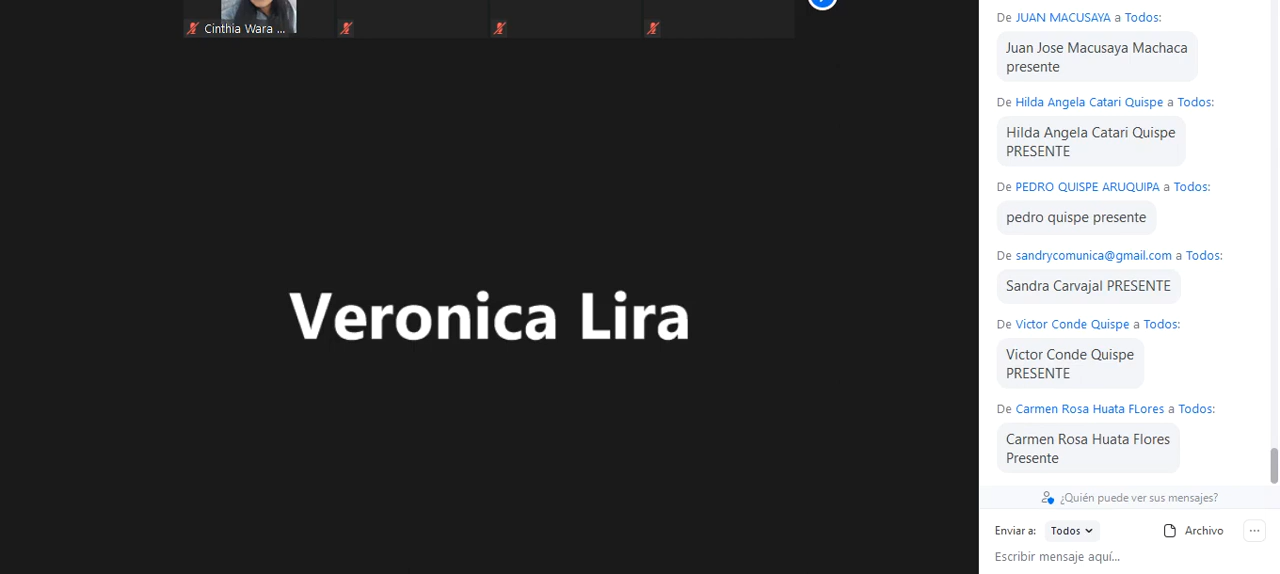 Cinthia Wara ...
Veronica Lira
De JUAN MACUSAYA a Todos:
Juan Jose Macusaya Machaca
presente
De Hilda Angela Catari Quispe a Todos:
Hilda Angela Catari Quispe
PRESENTE
De PEDRO QUISPE ARUQUIPA a Todos:
pedro quispe presente
De sandrycomunica@gmail.com a Todos:
Sandra Carvajal PRESENTE
De Victor Conde Quispe a Todos:
Victor Conde Quispe
PRESENTE
De Carmen Rosa Huata FLores a Todos:
Carmen Rosa Huata Flores
Presente
¿Quién puede ver sus mensajes?
Enviar a: Todos Archivo ...
Escribir mensaje aquí...